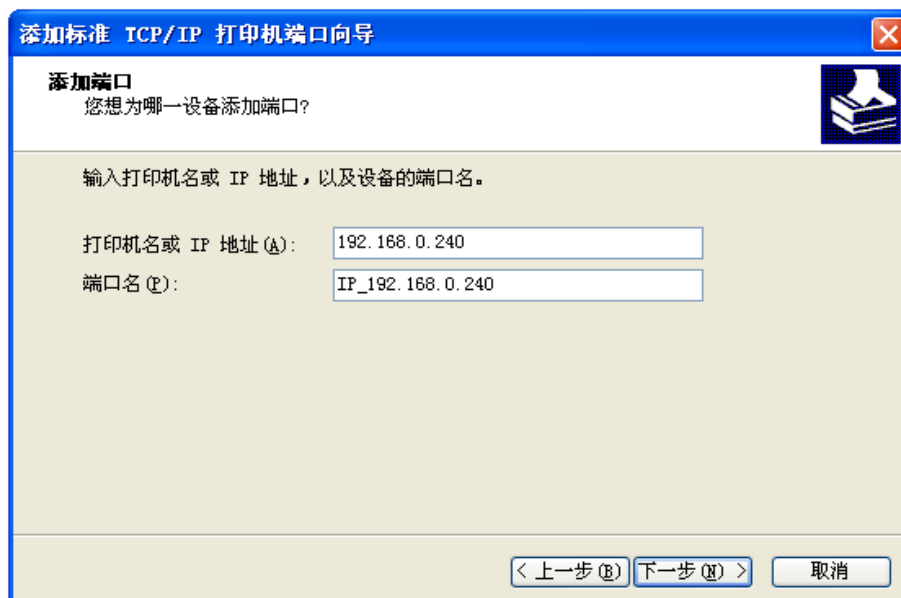 添加标准 TCP/IP 打印机端口向导
添加端口
您想为哪一设备添加端口?
输入打印机名或 IP 地址，以及设备的端口名。
打印机名或 IP 地址(A): 192.168.0.240
端口名(P): IP_192.168.0.240
< 上一步(B) 下一步(N) > 取消